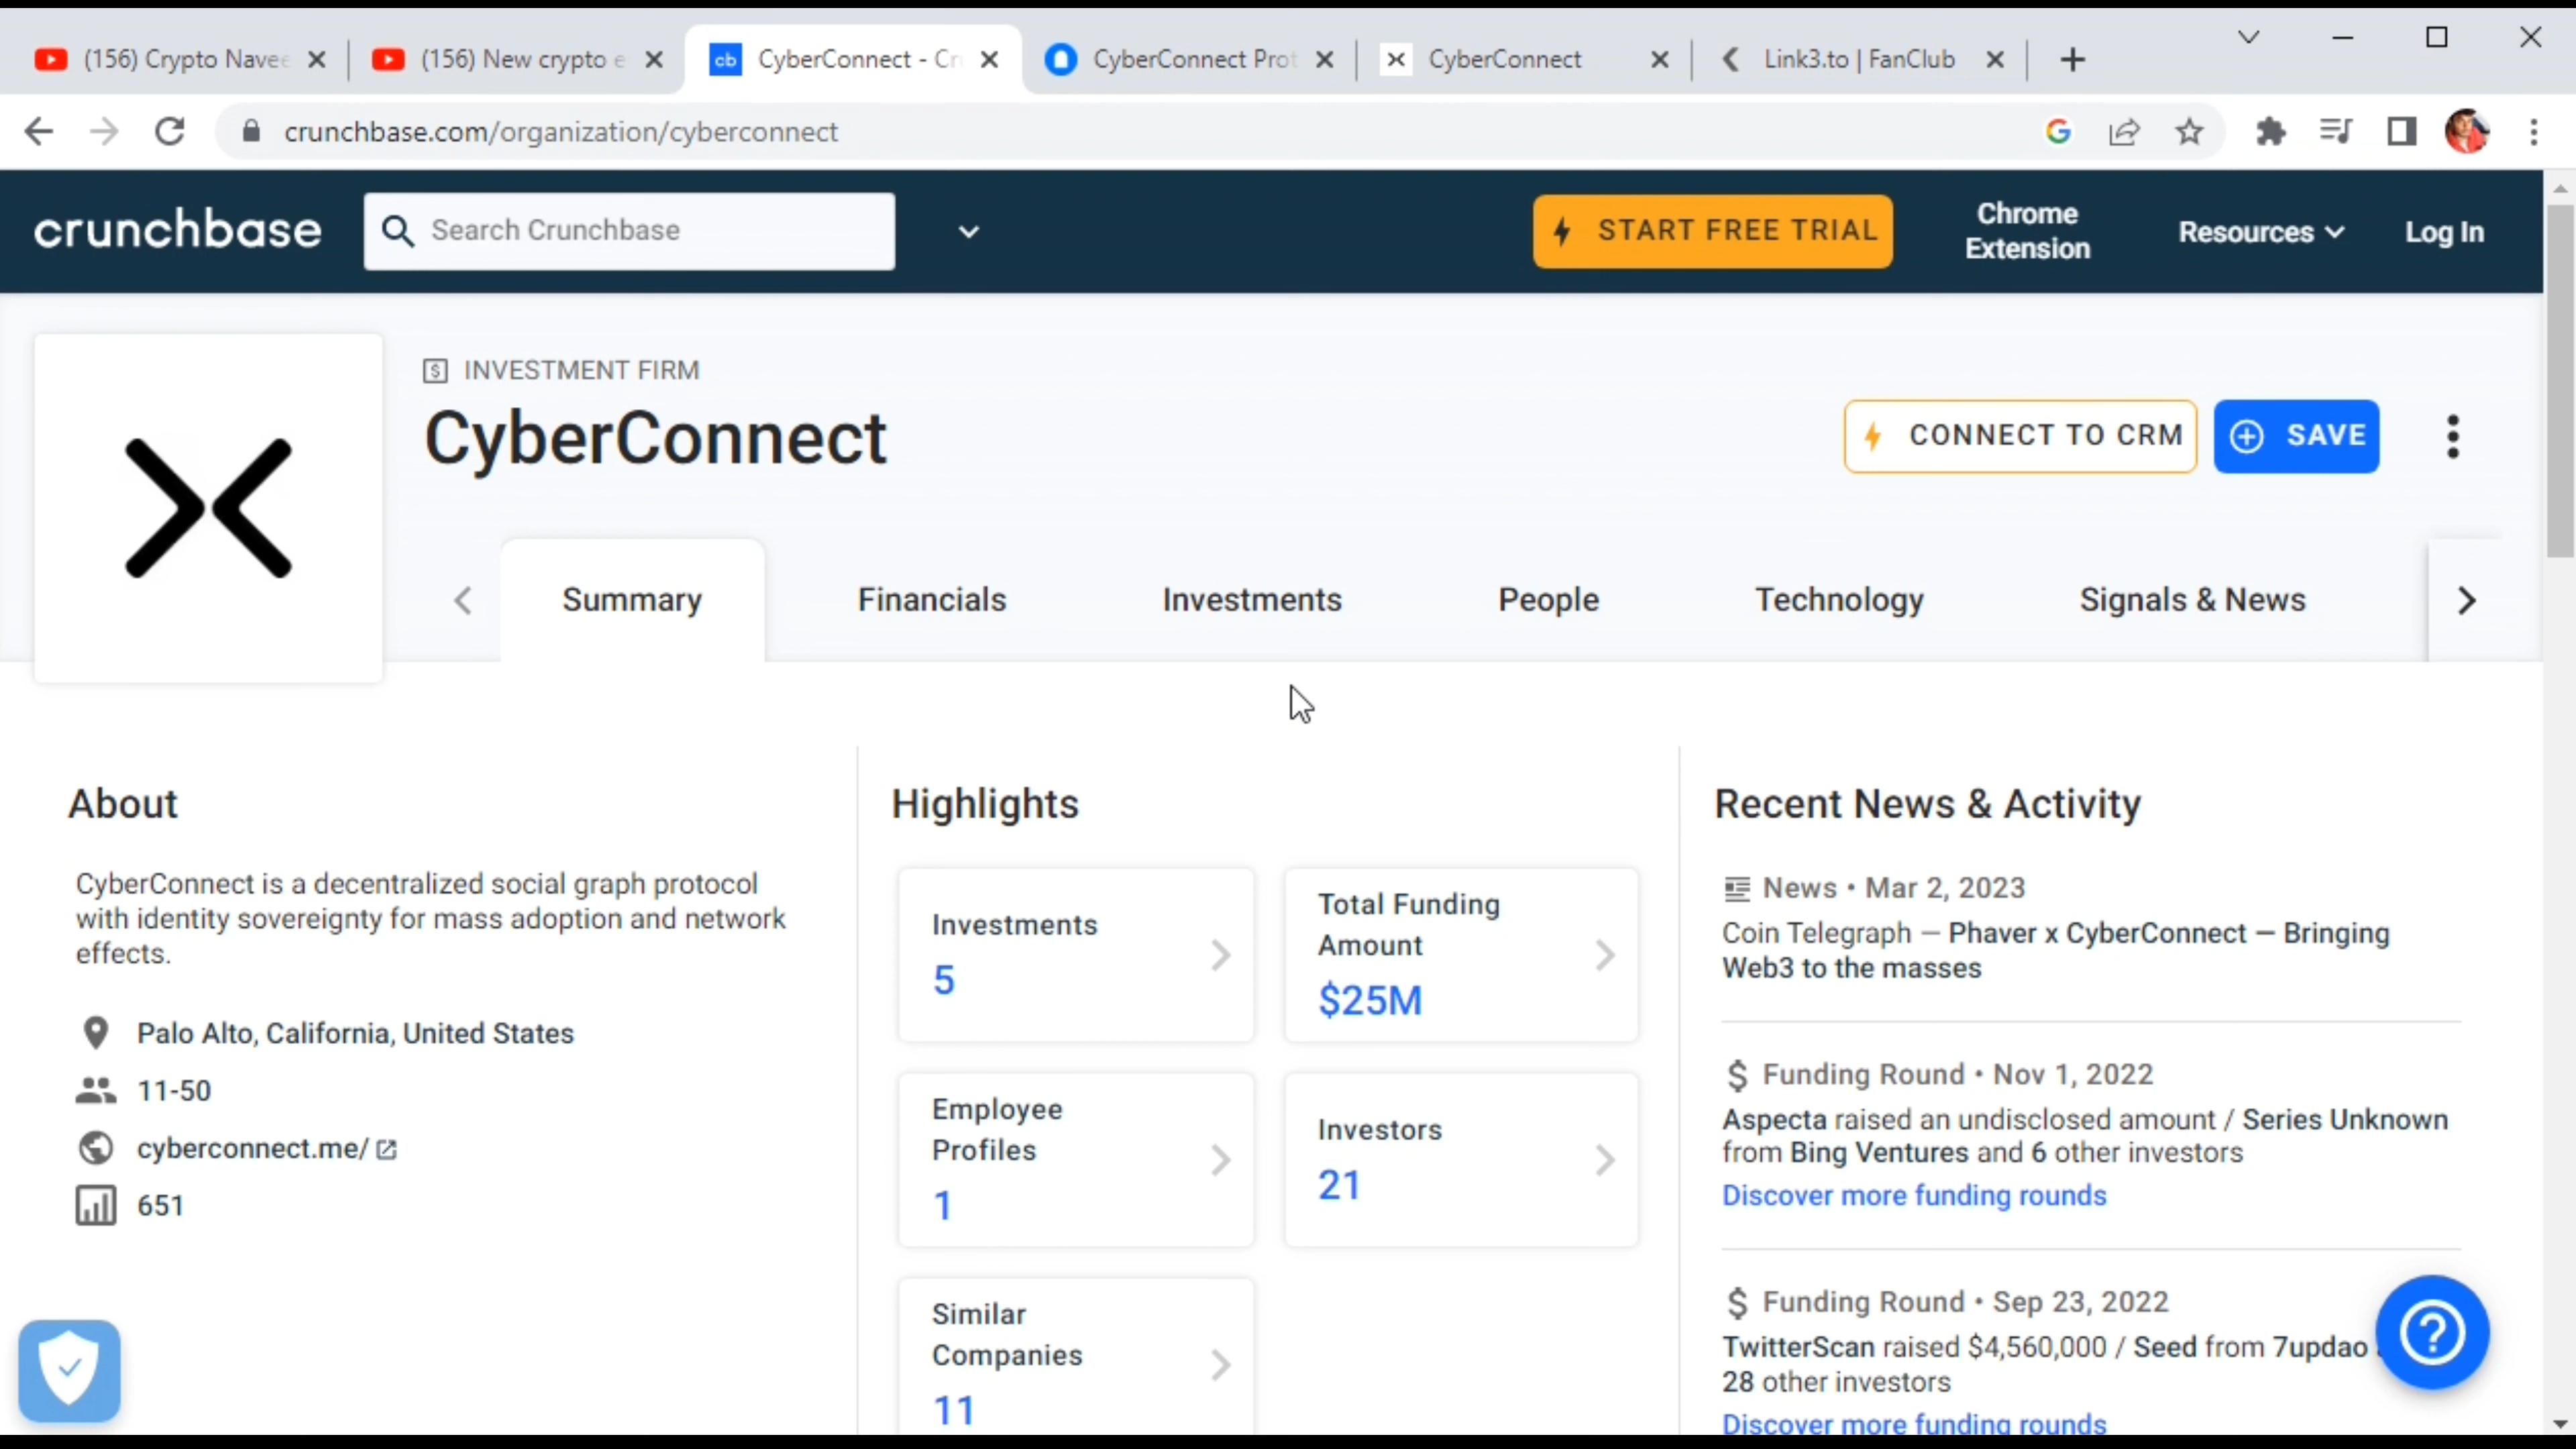 (156) Crypto Navee
(156) New crypto e
cb CyberConnect - Cr
CyberConnect Prot
CyberConnect
Link3.to | FanClub
crunchbase.com/organization/cyberconnect
crunchbase
Search Crunchbase
START FREE TRIAL
Chrome
Extension
Resources
Log In
INVESTMENT FIRM
CyberConnect
CONNECT TO CRM
SAVE
Summary
Financials
Investments
People
Technology
Signals & News
About
CyberConnect is a decentralized social graph protocol
with identity sovereignty for mass adoption and network
effects.
Palo Alto, California, United States
11-50
cyberconnect.me/
651
Highlights
Investments
5
Total Funding
Amount
$25M
Employee
Profiles
1
Investors
21
Similar
Companies
11
Recent News & Activity
News • Mar 2, 2023
Coin Telegraph — Phaver x CyberConnect — Bringing
Web3 to the masses
Funding Round • Nov 1, 2022
Aspecta raised an undisclosed amount / Series Unknown
from Bing Ventures and 6 other investors
Discover more funding rounds
Funding Round • Sep 23, 2022
TwitterScan raised $4,560,000 / Seed from 7updao
28 other investors
Discover more funding rounds